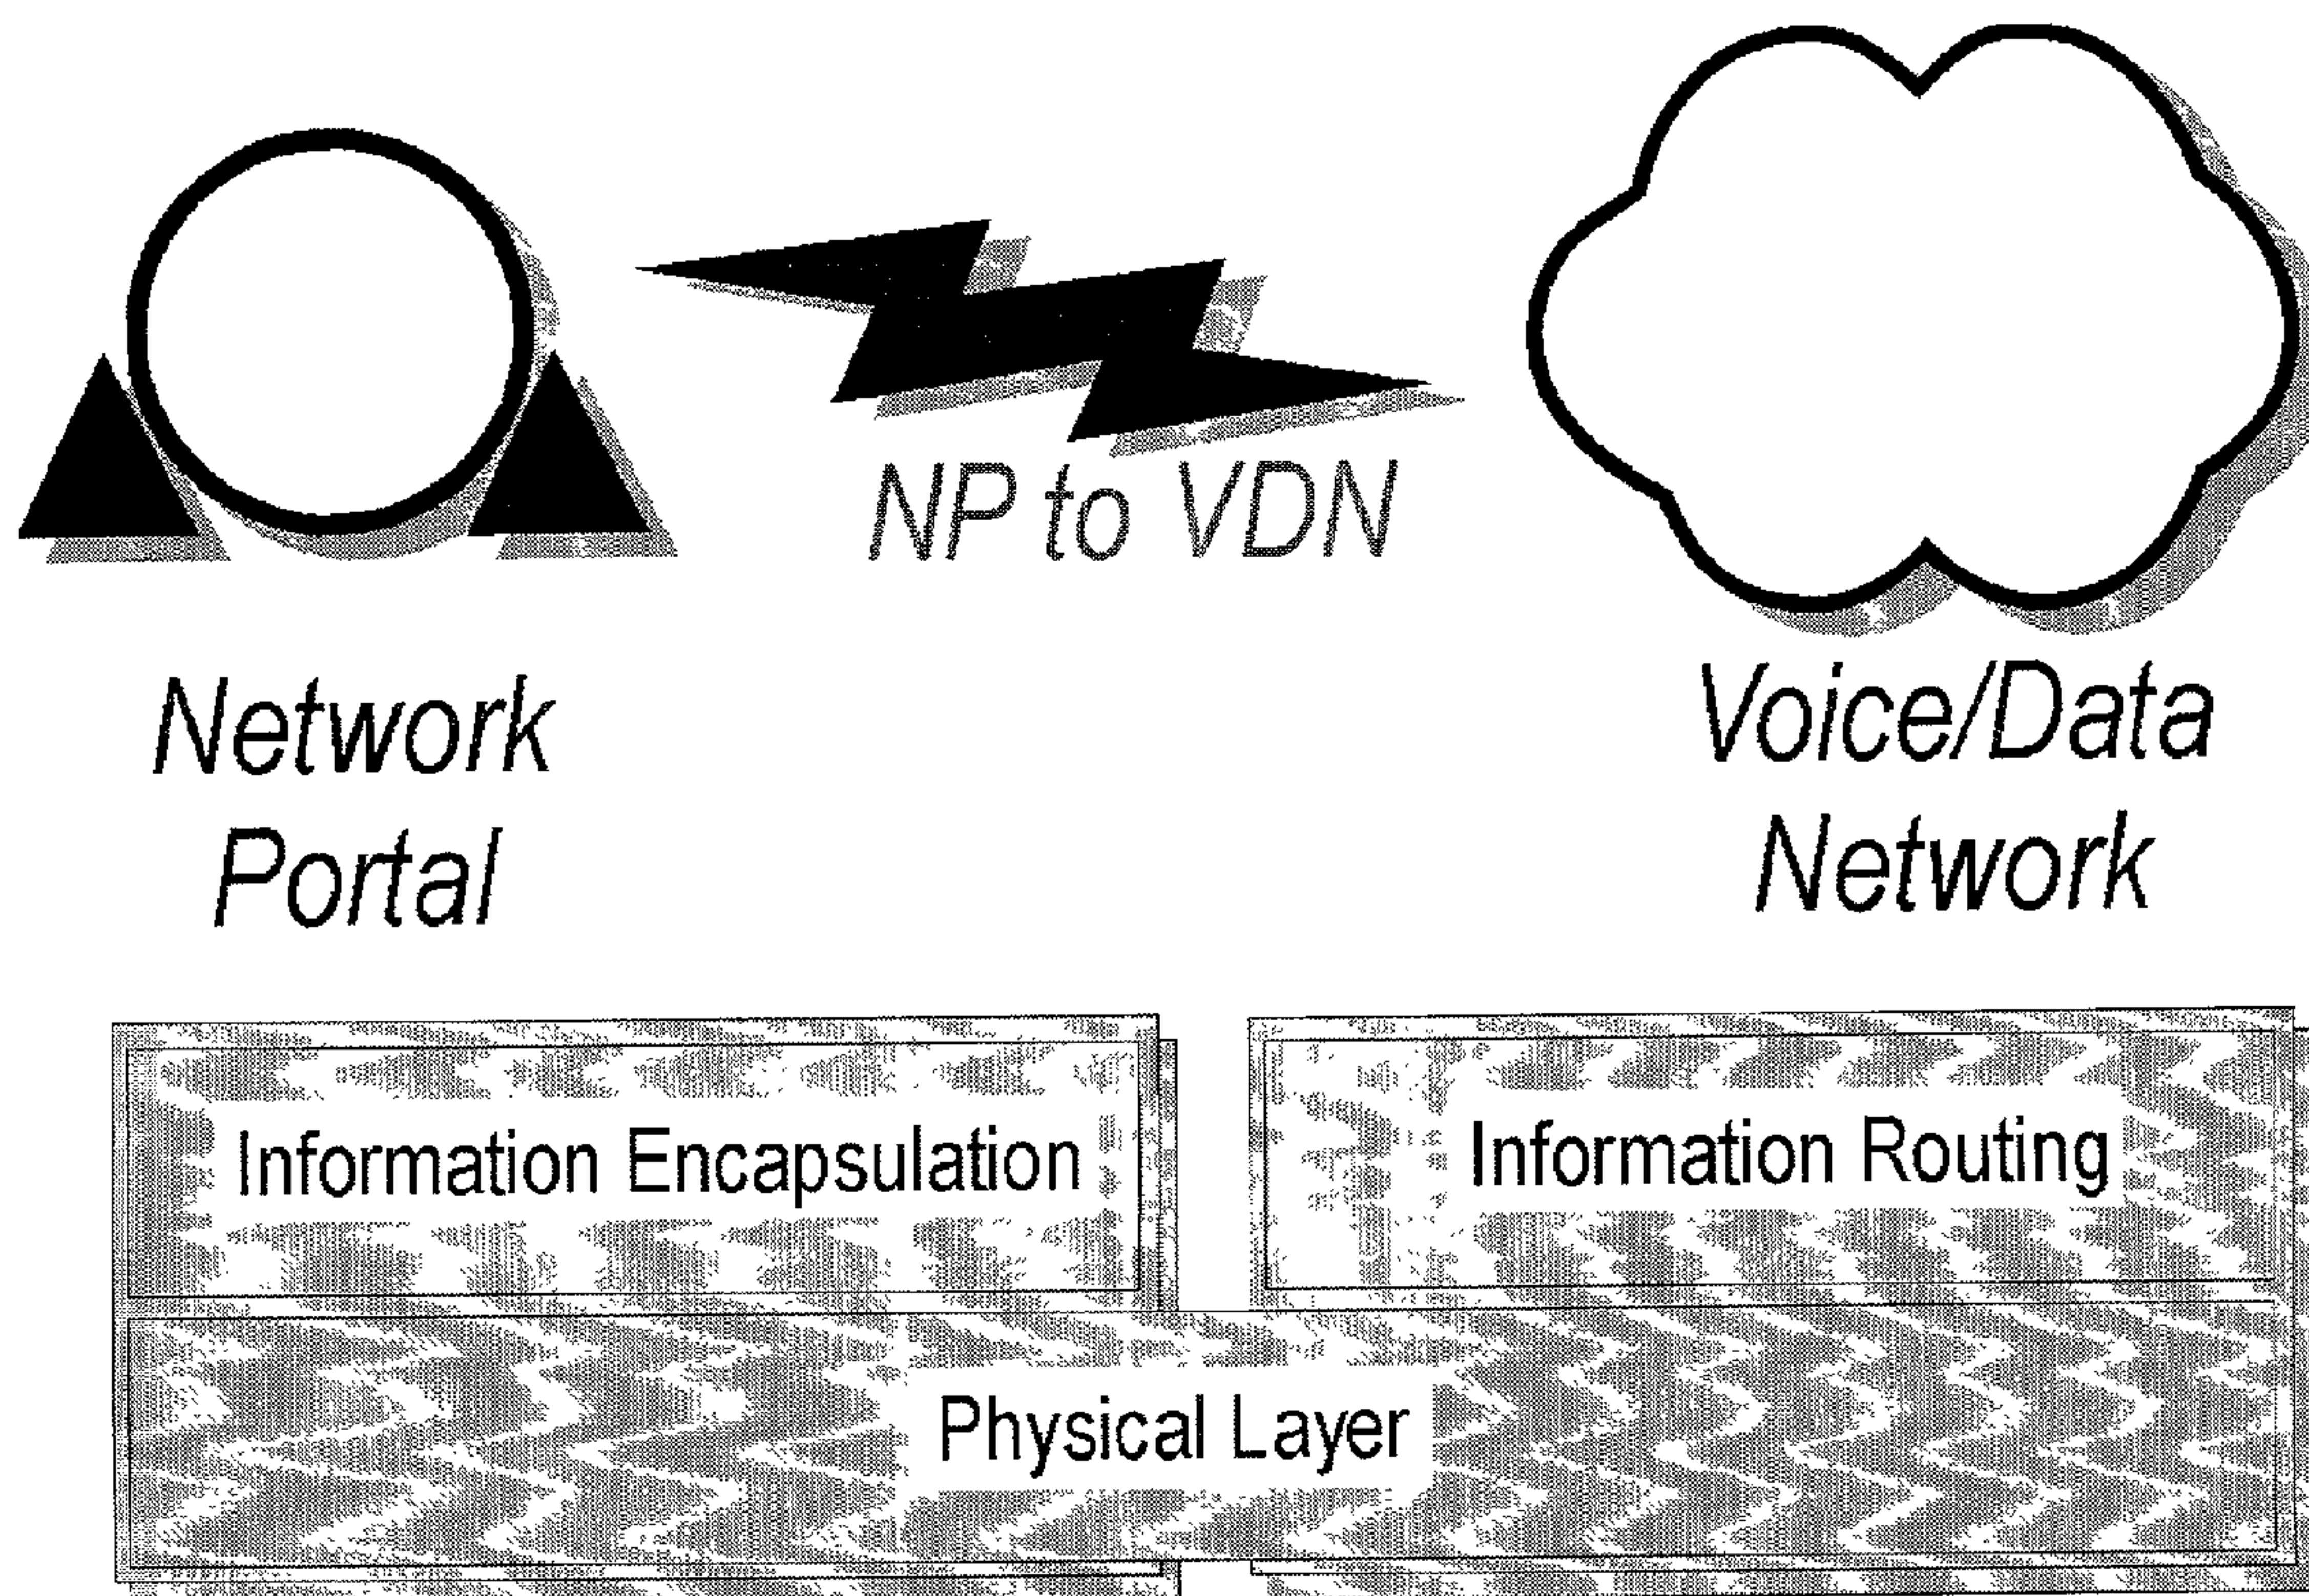 NP to VDN
Network
Portal
Voice/Data
Network
Information Encapsulation
Information Routing
Physical Layer